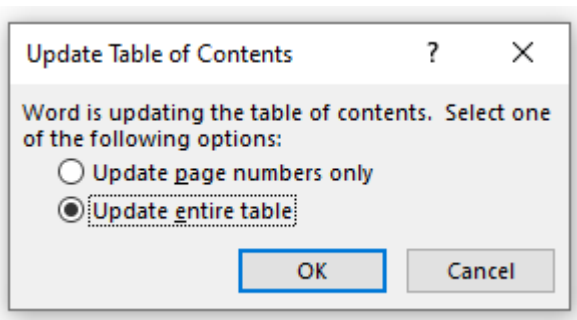 Update Table of Contents ?
Word is updating the table of contents.  Select one
of the following options:
Update page numbers only
Update entire table
OK Cancel